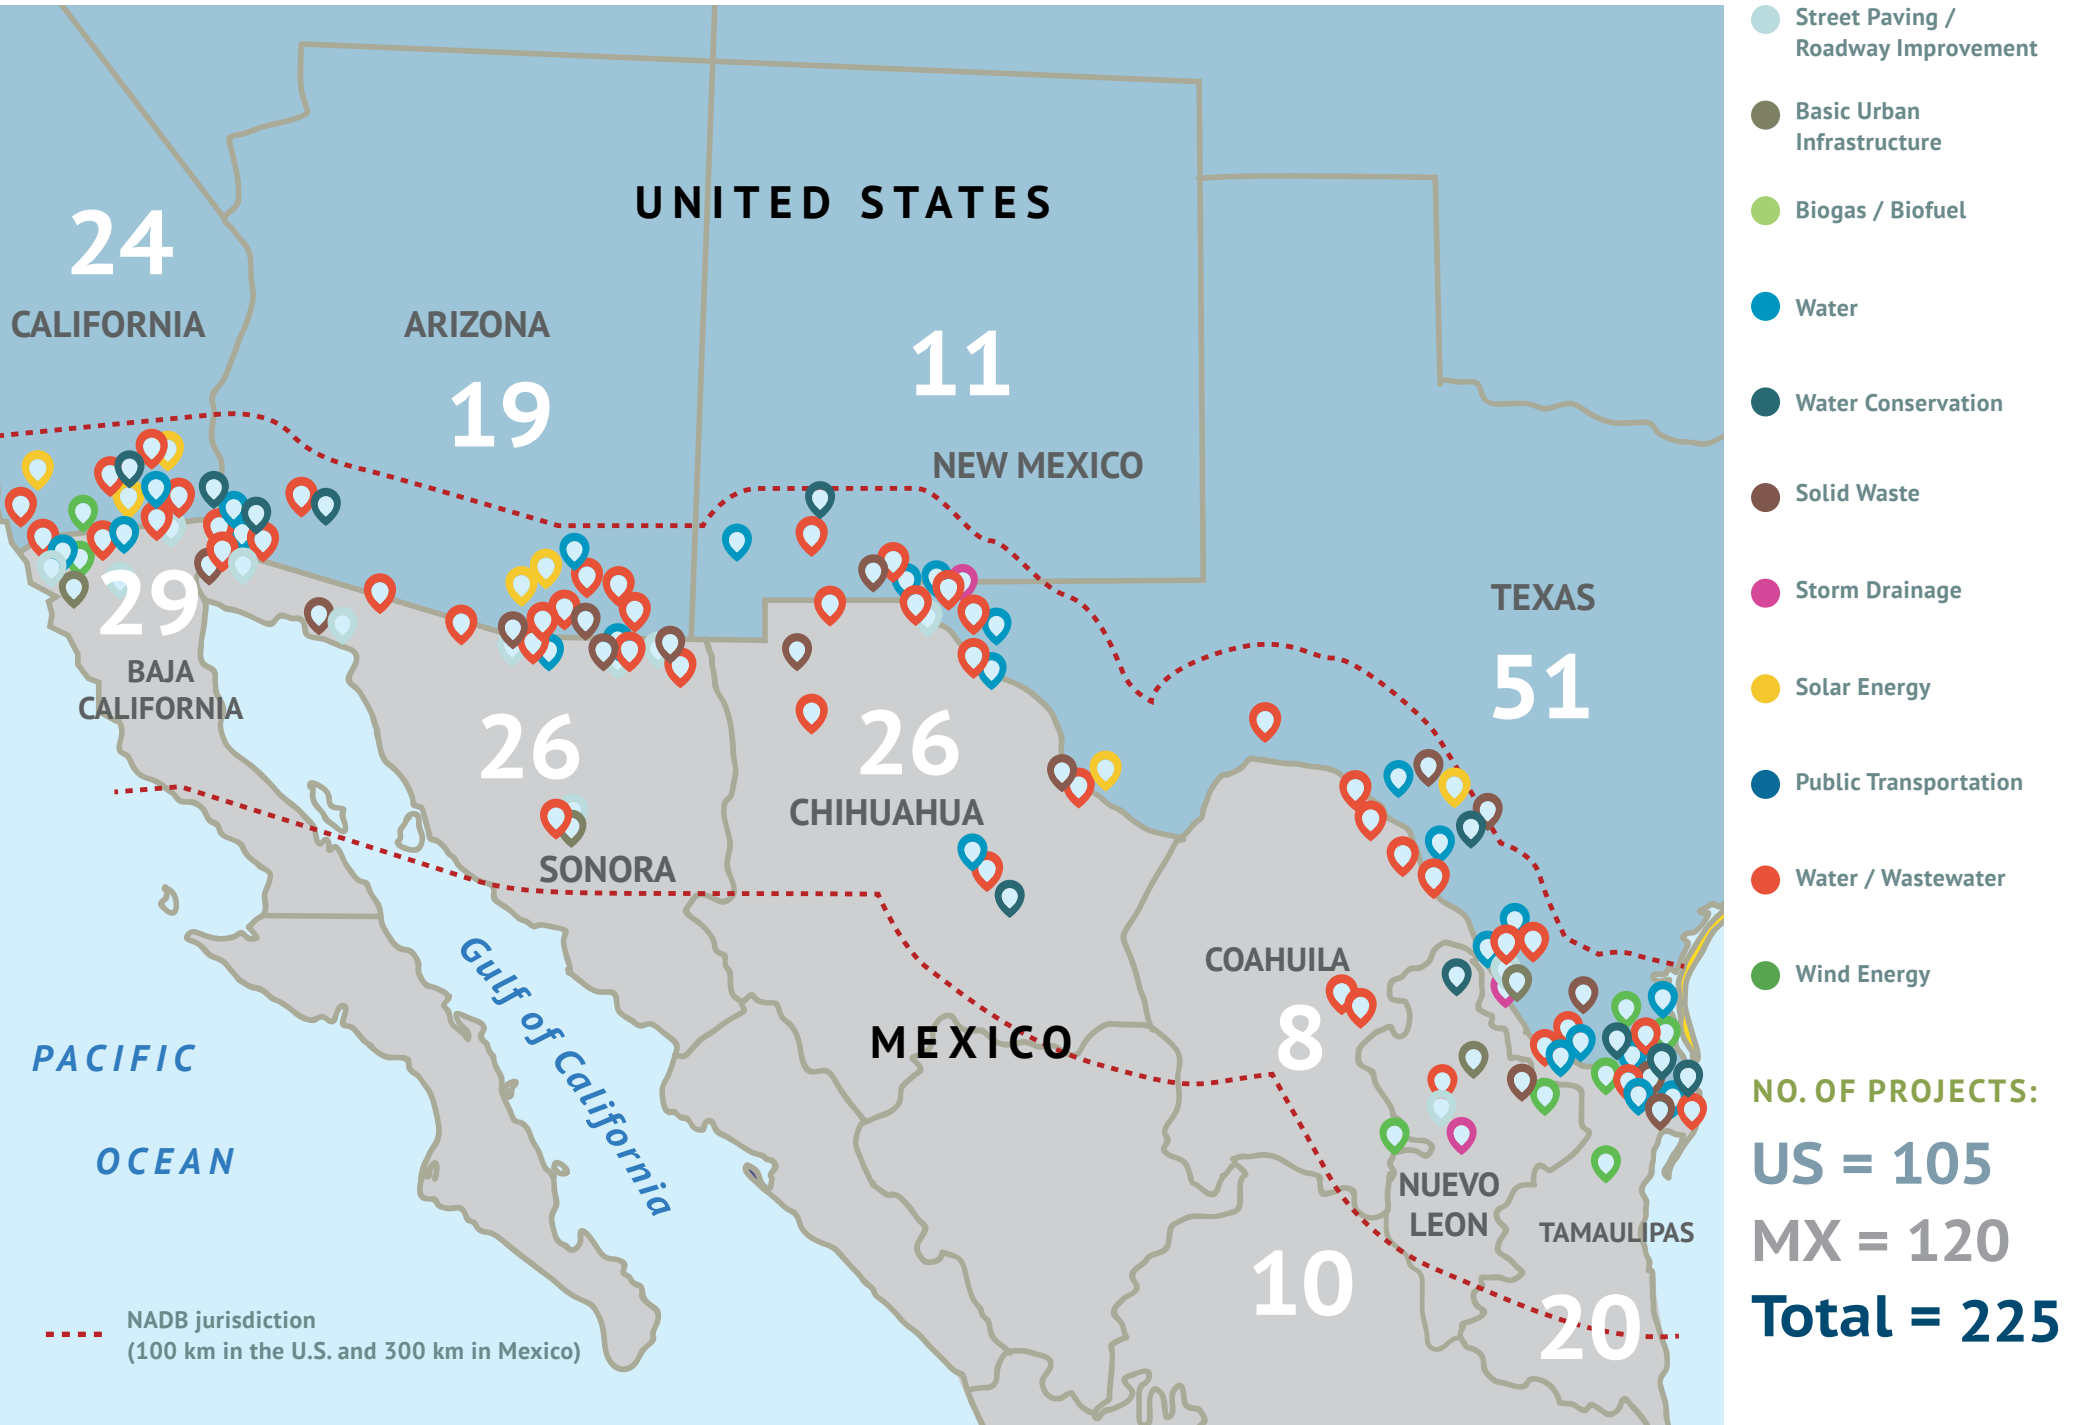 UNITED STATES
24
CALIFORNIA
ARIZONA
19
11
NEW MEXICO
TEXAS
51
29
BAJA
CALIFORNIA
26
SONORA
26
CHIHUAHUA
COAHUILA
8
MEXICO
Gulf of California
PACIFIC
OCEAN
NUEVO
LEON
10
TAMAULIPAS
20
NADB jurisdiction
(100 km in the U.S. and 300 km in Mexico)
Street Paving /
Roadway Improvement
Basic Urban
Infrastructure
Biogas / Biofuel
Water
Water Conservation
Solid Waste
Storm Drainage
Solar Energy
Public Transportation
Water / Wastewater
Wind Energy
NO. OF PROJECTS:
US = 105
MX = 120
Total = 225